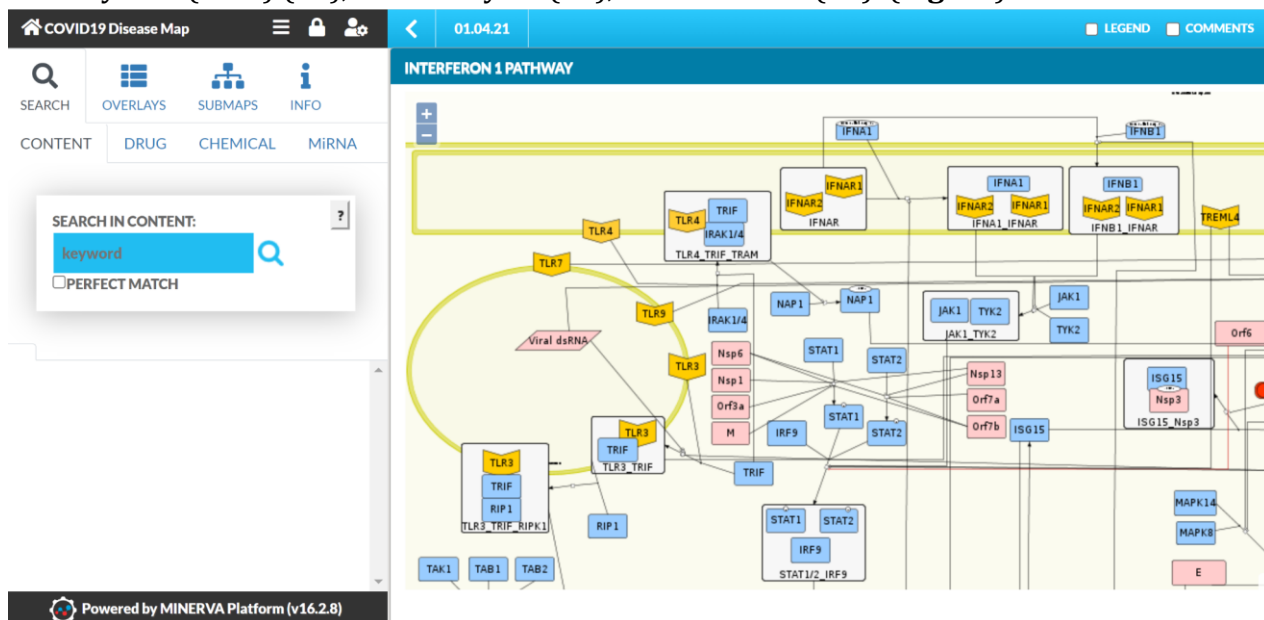 COVID19 Disease Map
01.04.21
LEGEND
COMMENTS
SEARCH
OVERLAYS
SUBMAPS
INFO
CONTENT
DRUG
CHEMICAL
MiRNA
SEARCH IN CONTENT:
?
keyword
PERFECT MATCH
Powered by MINERVA Platform (v16.2.8)
INTERFERON 1 PATHWAY
+
−
IFNA1
IFNB1
IFNAR1
IFNAR2
IFNAR
IFNA1
IFNAR2
IFNAR1
IFNA1_IFNAR
IFNB1
IFNAR2
IFNAR1
IFNB1_IFNAR
TREML4
TLR4
TRIF
TLR4
IRAK1/4
TLR4_TRIF_TRAM
TLR7
TLR9
IRAK1/4
NAP1
NAP1
JAK1
TYK2
JAK1_TYK2
JAK1
TYK2
Orf6
Viral dsRNA
TLR3
Nsp6
Nsp1
Orf3a
M
STAT1
STAT2
Nsp13
Orf7a
Orf7b
ISG15
ISG15
Nsp3
ISG15_Nsp3
STAT1
STAT2
IRF9
TLR3
TRIF
TLR3_TRIF
TRIF
TLR3
TRIF
RIP1
TLR3_TRIF_RIPK1
RIP1
STAT1
STAT2
IRF9
STAT1/2_IRF9
MAPK14
MAPK8
E
TAK1
TAB1
TAB2